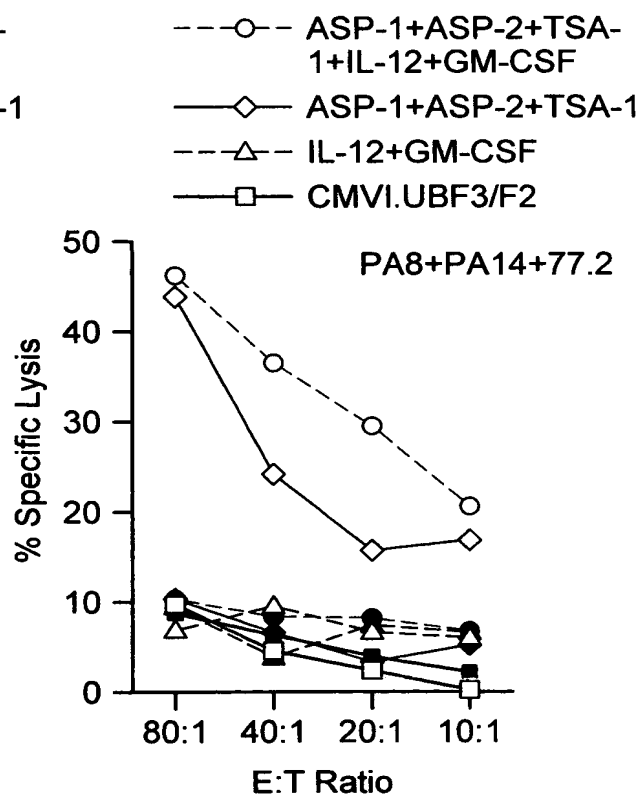 -
ASP-1+ASP-2+TSA-
1+IL-12+GM-CSF
-1
ASP-1+ASP-2+TSA-1
IL-12+GM-CSF
CMVI.UBF3/F2
PA8+PA14+77.2
% Specific Lysis
50
40
30
20
10
0
80:1 40:1 20:1 10:1
E:T Ratio